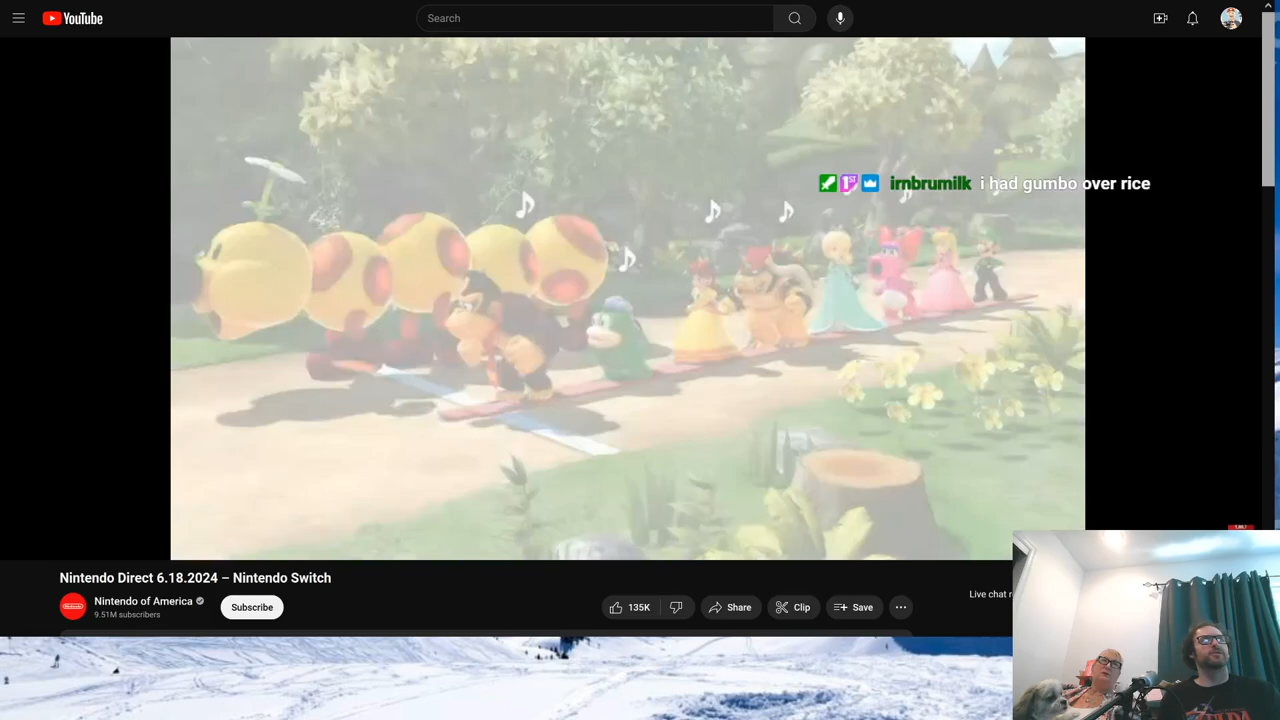 YouTube
Search
irnbrumilk i had gumbo over rice
Nintendo Direct 6.18.2024 – Nintendo Switch
Nintendo of America
9.51M subscribers
Subscribe
135K
Share
Clip
Save
Live chat r